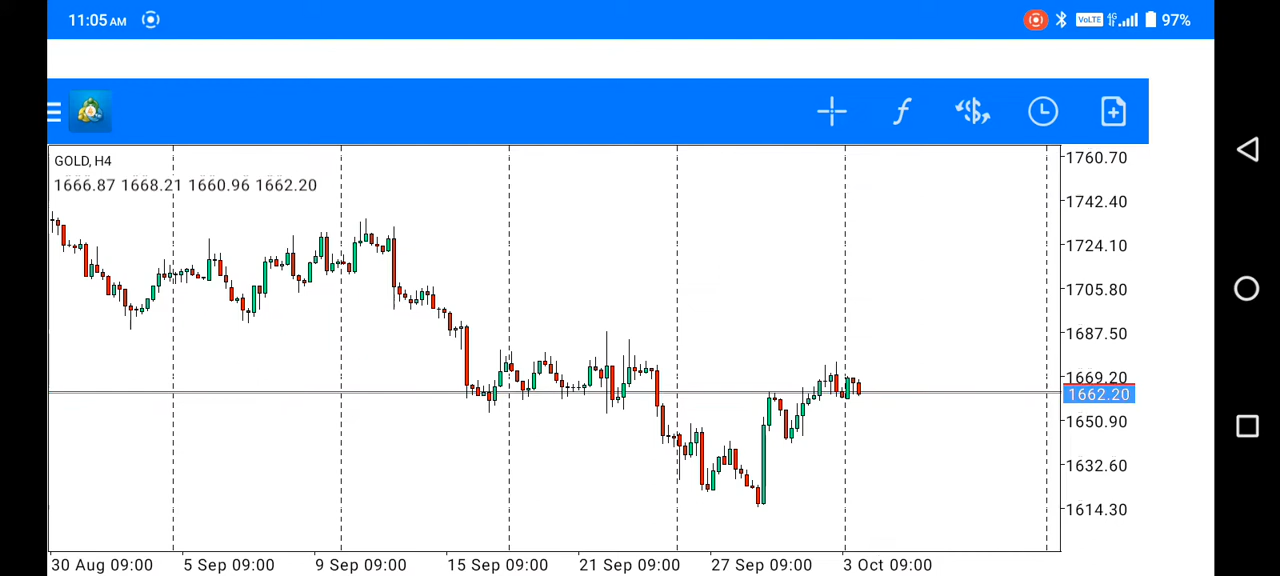 11:05 AM VoLTE 4G 97%
GOLD, H4
1666.87 1668.21 1660.96 1662.20
1760.70
1742.40
1724.10
1705.80
1687.50
1669.20
1662.20
1650.90
1632.60
1614.30
30 Aug 09:00 5 Sep 09:00 9 Sep 09:00 15 Sep 09:00 21 Sep 09:00 27 Sep 09:00 3 Oct 09:00